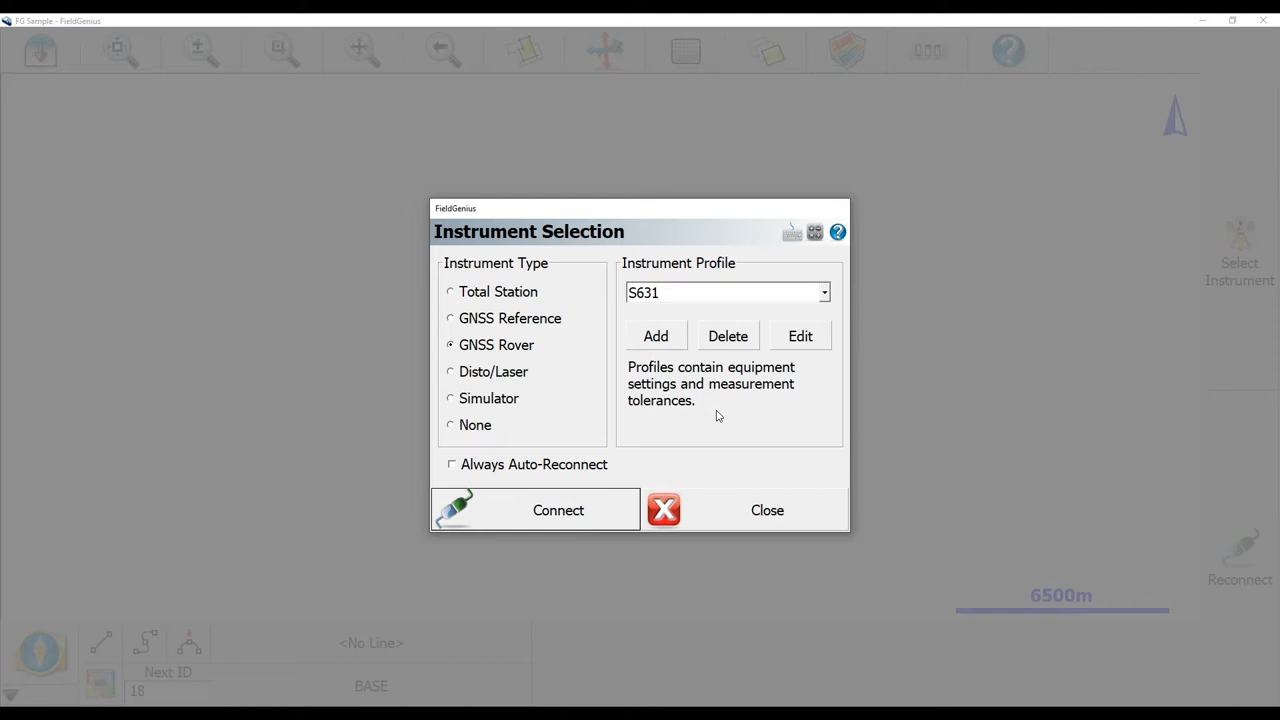 FG Sample - FieldGenius
FieldGenius
Instrument Selection
Instrument Type
Total Station
GNSS Reference
GNSS Rover
Disto/Laser
Simulator
None
Instrument Profile
S631
Add
Delete
Edit
Profiles contain equipment
settings and measurement
tolerances.
Always Auto-Reconnect
Connect
Close
Select
Instrument
Reconnect
6500m
<No Line>
Next ID
18
BASE